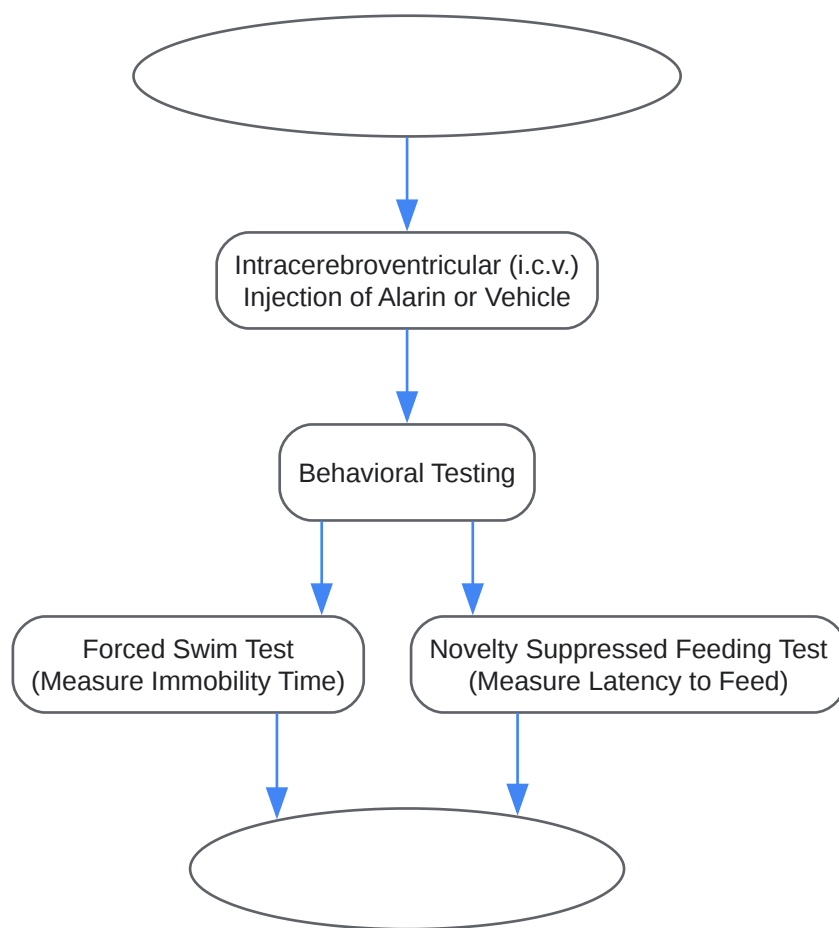 Intracerebroventricular (i.c.v.)
Injection of Alarin or Vehicle
Behavioral Testing
Forced Swim Test
(Measure Immobility Time)
Novelty Suppressed Feeding Test
(Measure Latency to Feed)